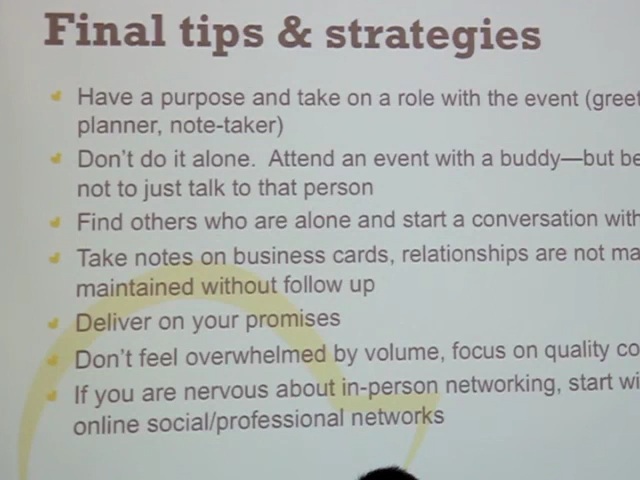 Final tips & strategies
Have a purpose and take on a role with the event (greet
planner, note-taker)
Don't do it alone. Attend an event with a buddy—but be
not to just talk to that person
Find others who are alone and start a conversation with
Take notes on business cards, relationships are not ma
maintained without follow up
Deliver on your promises
Don't feel overwhelmed by volume, focus on quality co
If you are nervous about in-person networking, start wi
online social/professional networks